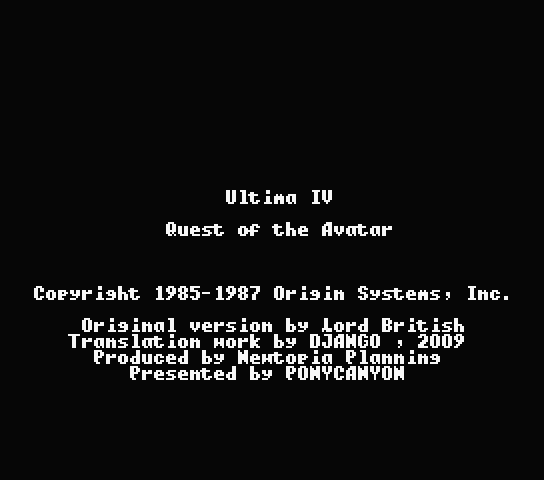 Ultima IV
Quest of the Avatar
Copyright 1985-1987 Origin Systems, Inc.
Original version by Lord British
Translation work by DJANGO , 2009
Produced by Newtopia Planning
Presented by PONYCANYON